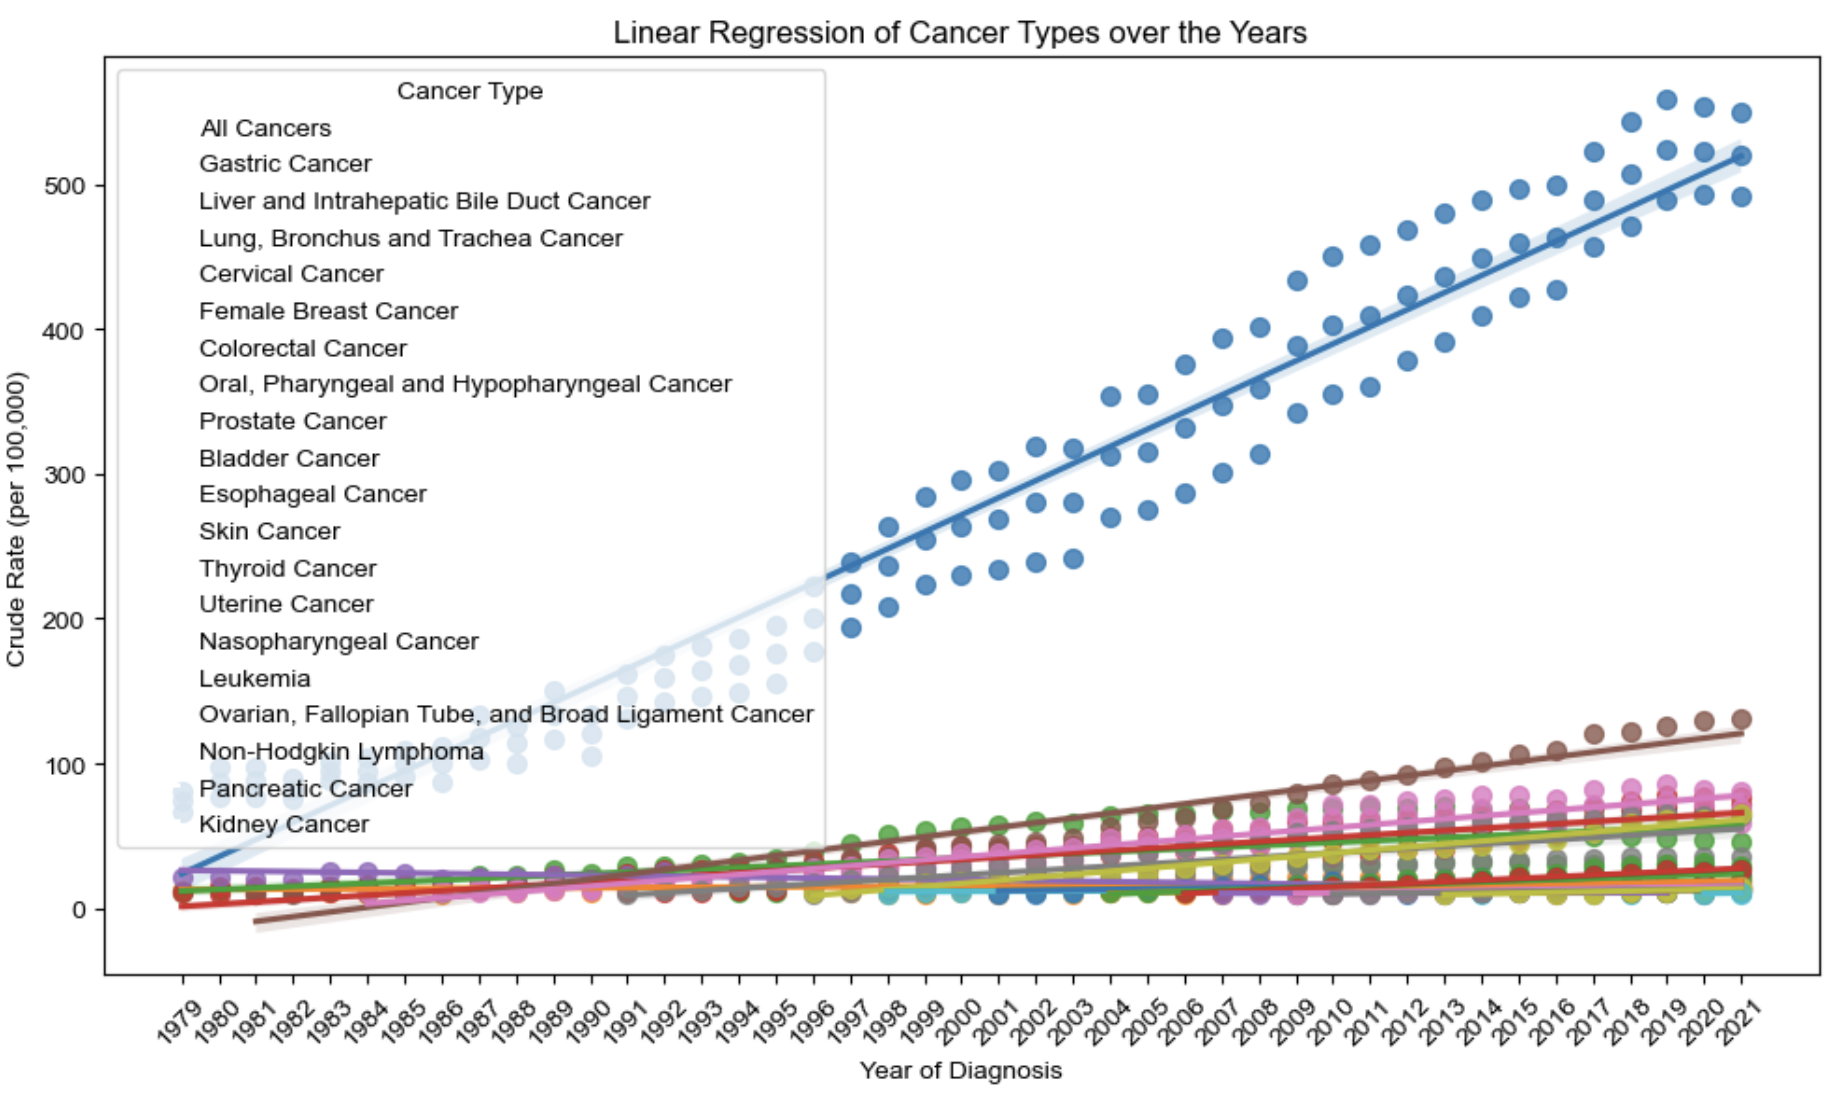 Linear Regression of Cancer Types over the Years
Cancer Type
All Cancers
Gastric Cancer
Liver and Intrahepatic Bile Duct Cancer
Lung, Bronchus and Trachea Cancer
Cervical Cancer
Female Breast Cancer
Colorectal Cancer
Oral, Pharyngeal and Hypopharyngeal Cancer
Prostate Cancer
Bladder Cancer
Esophageal Cancer
Skin Cancer
Thyroid Cancer
Uterine Cancer
Nasopharyngeal Cancer
Leukemia
Ovarian, Fallopian Tube, and Broad Ligament Cancer
Non-Hodgkin Lymphoma
Pancreatic Cancer
Kidney Cancer
Crude Rate (per 100,000)
500
400
300
200
100
0
1979 1980 1981 1982 1983 1984 1985 1986 1987 1988 1989 1990 1991 1992 1993 1994 1995 1996 1997 1998 1999 2000 2001 2002 2003 2004 2005 2006 2007 2008 2009 2010 2011 2012 2013 2014 2015 2016 2017 2018 2019 2020 2021
Year of Diagnosis